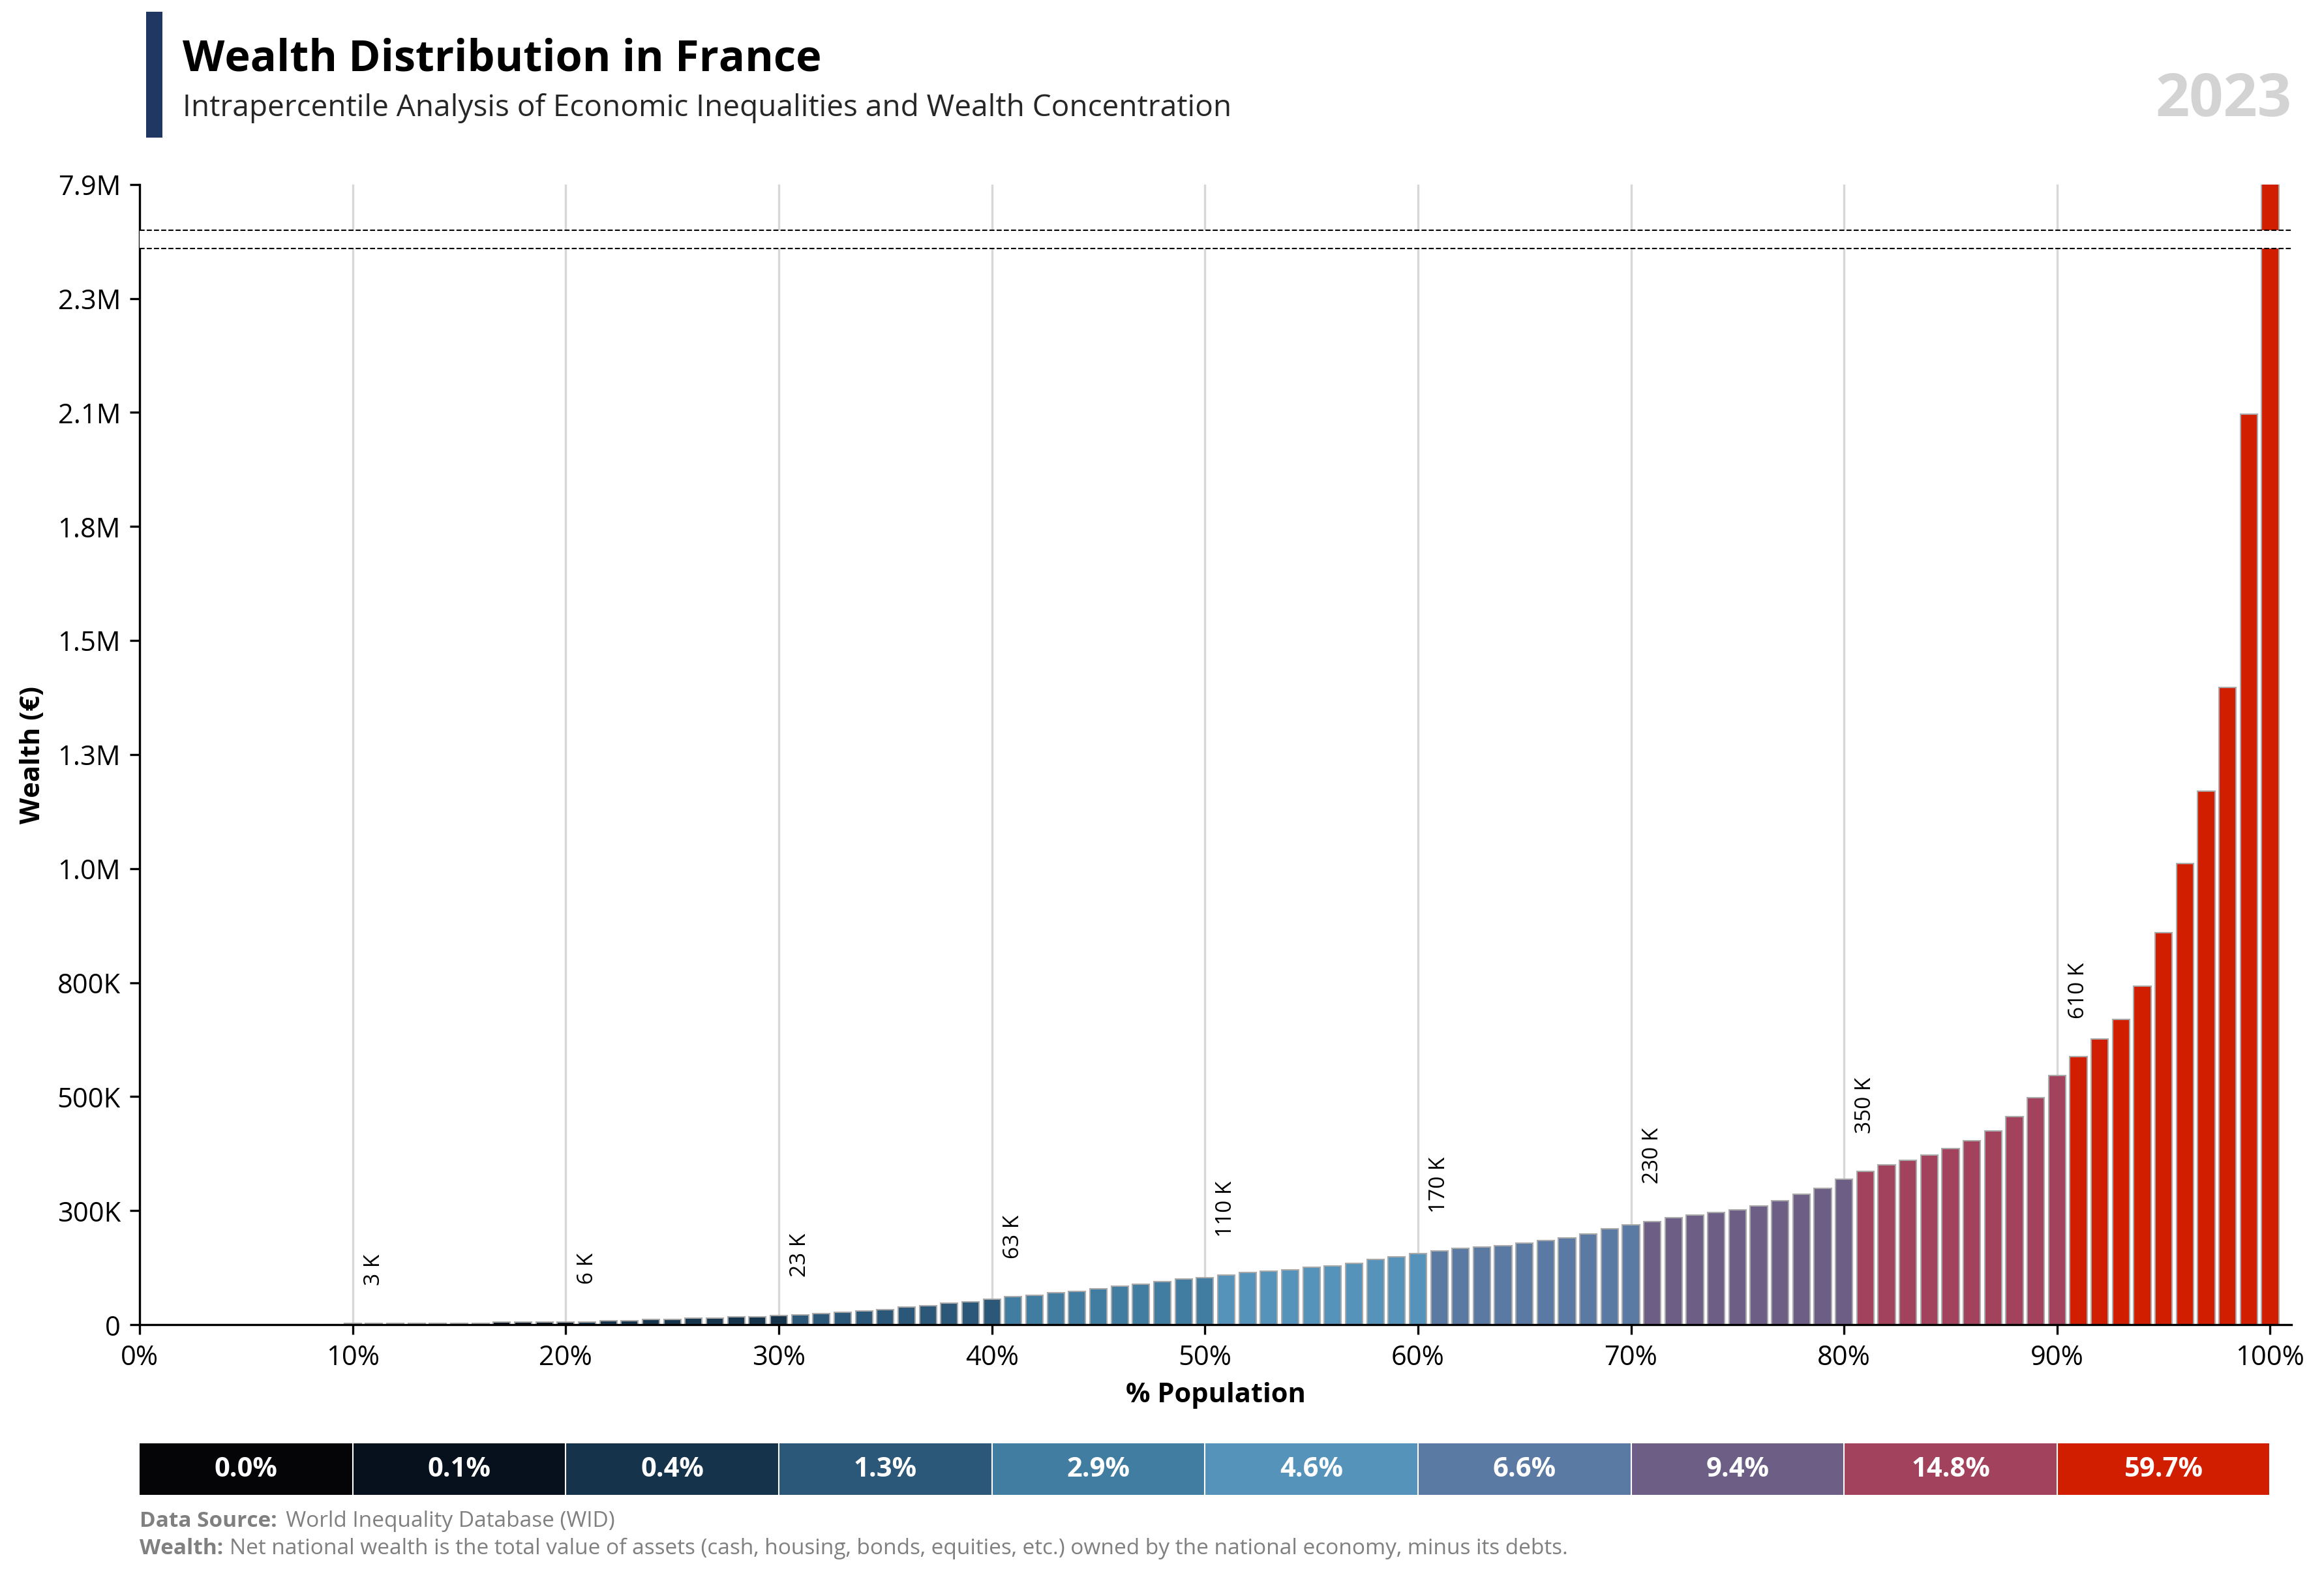 Wealth Distribution in France
Intrapercentile Analysis of Economic Inequalities and Wealth Concentration
2023
7.9M
2.3M
2.1M
1.8M
1.5M
1.3M
1.0M
800K
500K
300K
0
Wealth (€)
3 K
6 K
23 K
63 K
110 K
170 K
230 K
350 K
610 K
0% 10% 20% 30% 40% 50% 60% 70% 80% 90% 100%
% Population
0.0% 0.1% 0.4% 1.3% 2.9% 4.6% 6.6% 9.4% 14.8% 59.7%
Data Source: World Inequality Database (WID)
Wealth: Net national wealth is the total value of assets (cash, housing, bonds, equities, etc.) owned by the national economy, minus its debts.